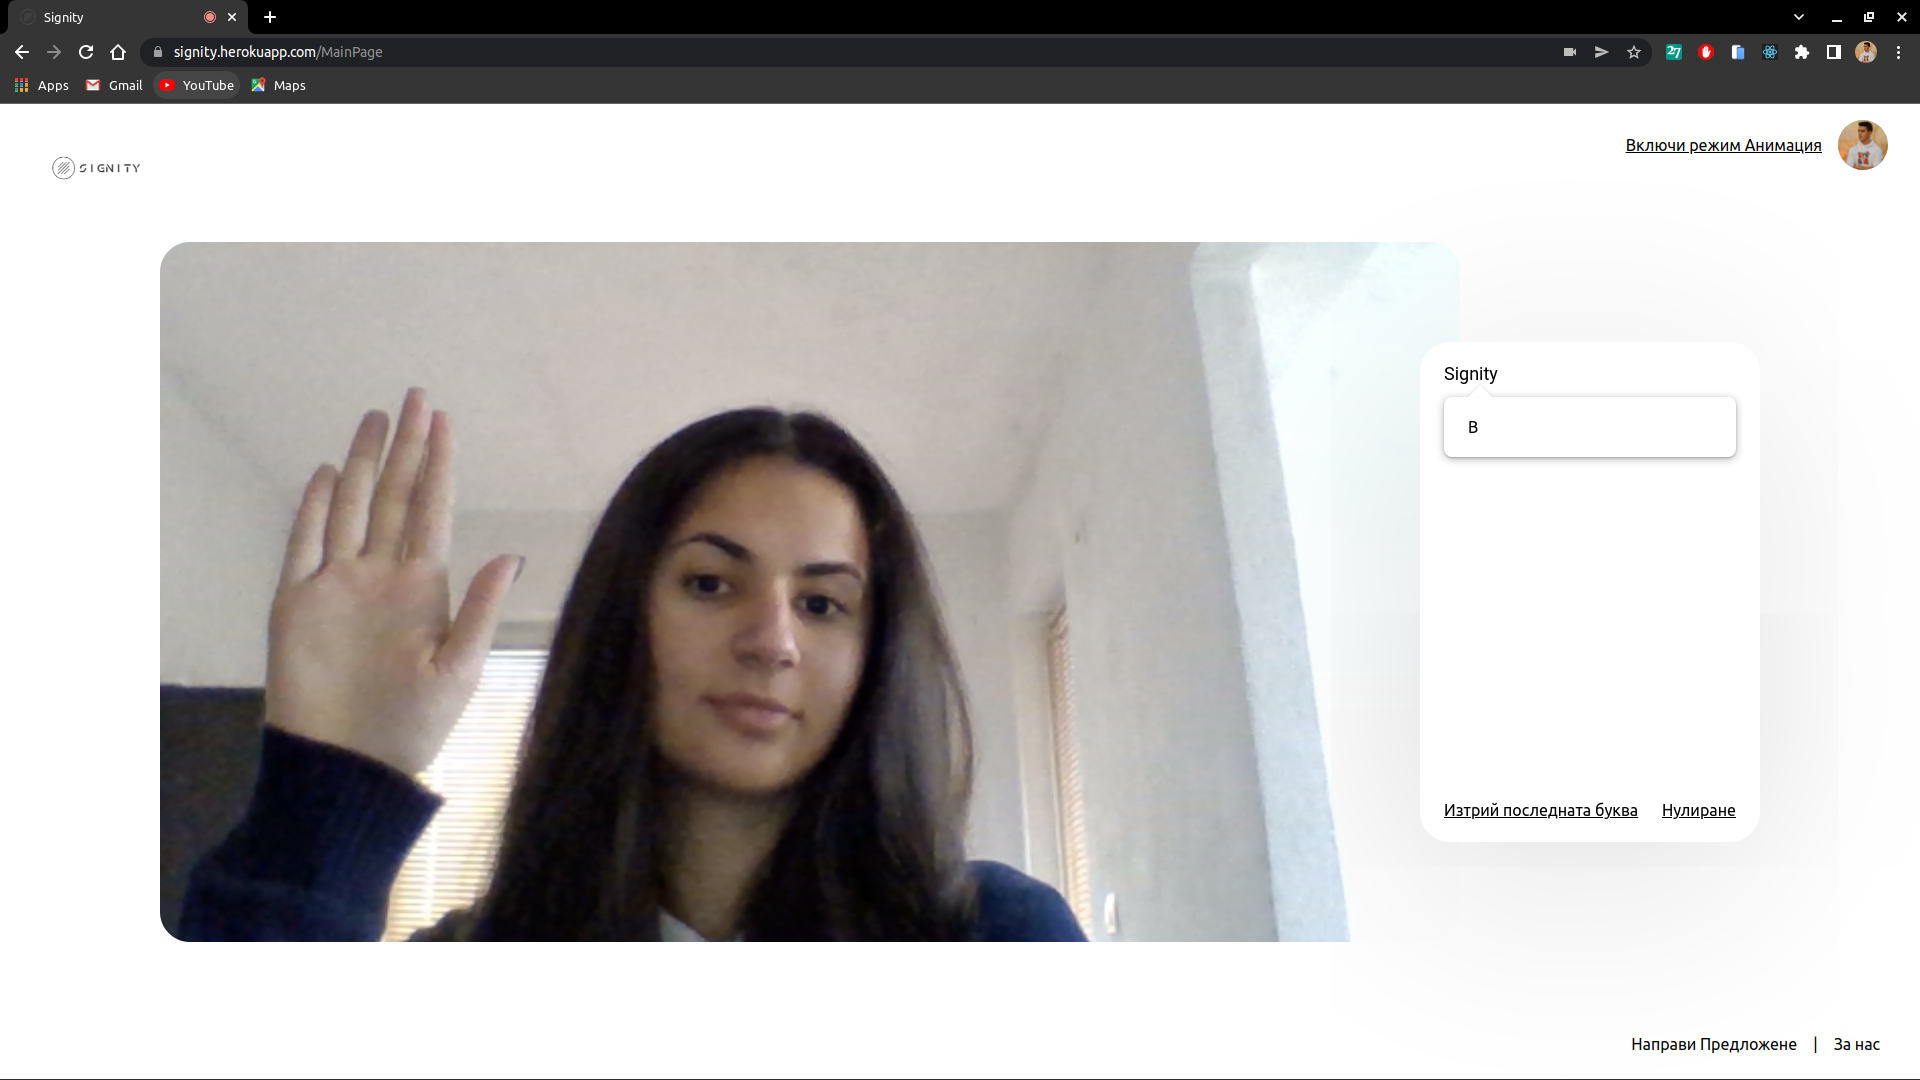 Signity
signity.herokuapp.com/MainPage
Apps
Gmail
YouTube
Maps
27
SIGNITY
Включи режим Анимация
Signity
В
Изтрий последната буква
Нулиране
Направи Предложене | За нас